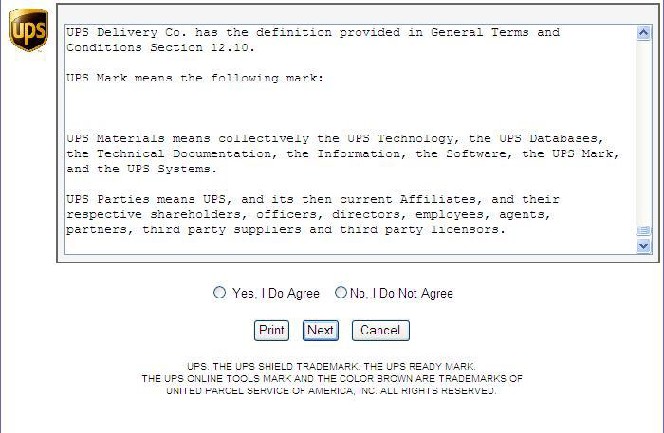 ups
UPS Delivery Co. has the definition provided in General Terms and
Conditions Section 12.10.
UPS Mark means the following mark:
UPS Materials means collectively the UPS Technology, the UPS Databases,
the Technical Documentation, the Information, the Software, the UPS Mark,
and the UPS Systems.
UPS Parties means UPS, and its then current Affiliates, and their
respective shareholders, officers, directors, employees, agents,
partners, third party suppliers and third party licensors.
Yes, I Do Agree No, I Do Not Agree
Print Next Cancel
UPS, THE UPS SHIELD TRADEMARK, THE UPS READY MARK,
THE UPS ONLINE TOOLS MARK AND THE COLOR BROWN ARE TRADEMARKS OF
UNITED PARCEL SERVICE OF AMERICA, INC. ALL RIGHTS RESERVED.